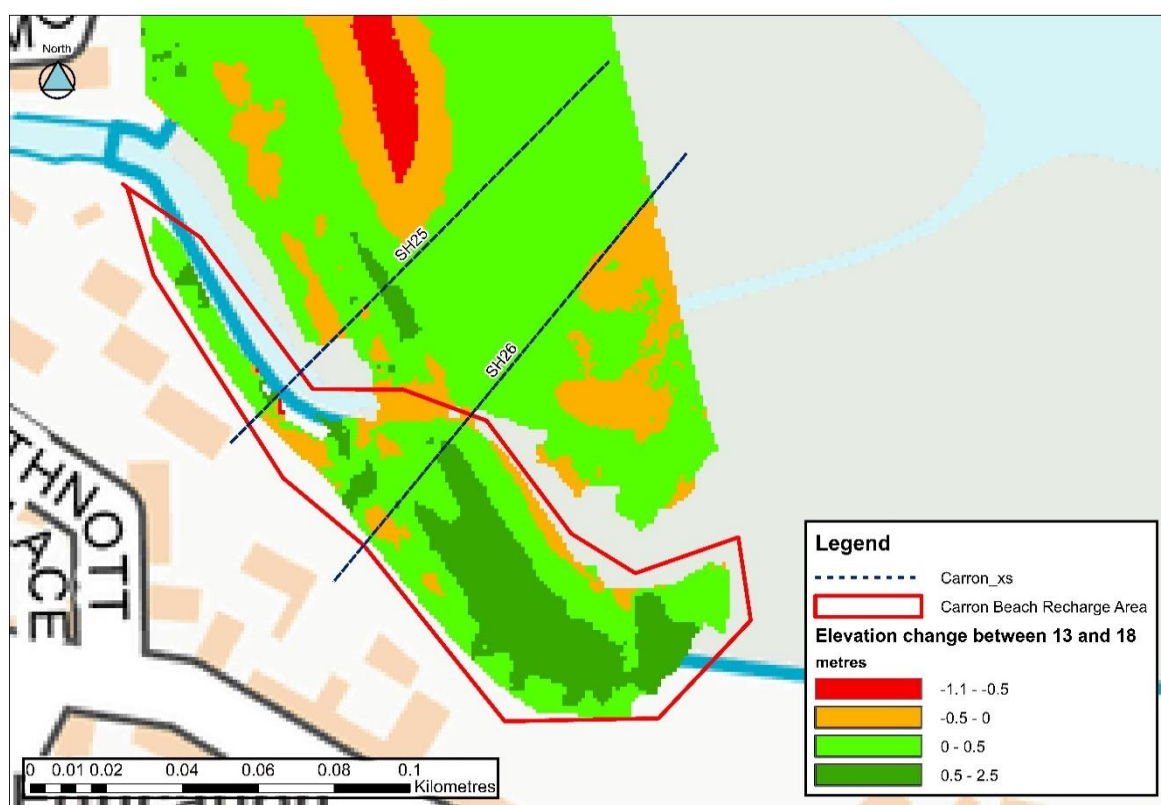 North
SH25
SH26
THNOTT
ACE
0 0.01 0.02 0.04 0.06 0.08 0.1
Kilometres
Legend
Carron_xs
Carron Beach Recharge Area
Elevation change between 13 and 18
metres
-1.1 - -0.5
-0.5 - 0
0 - 0.5
0.5 - 2.5